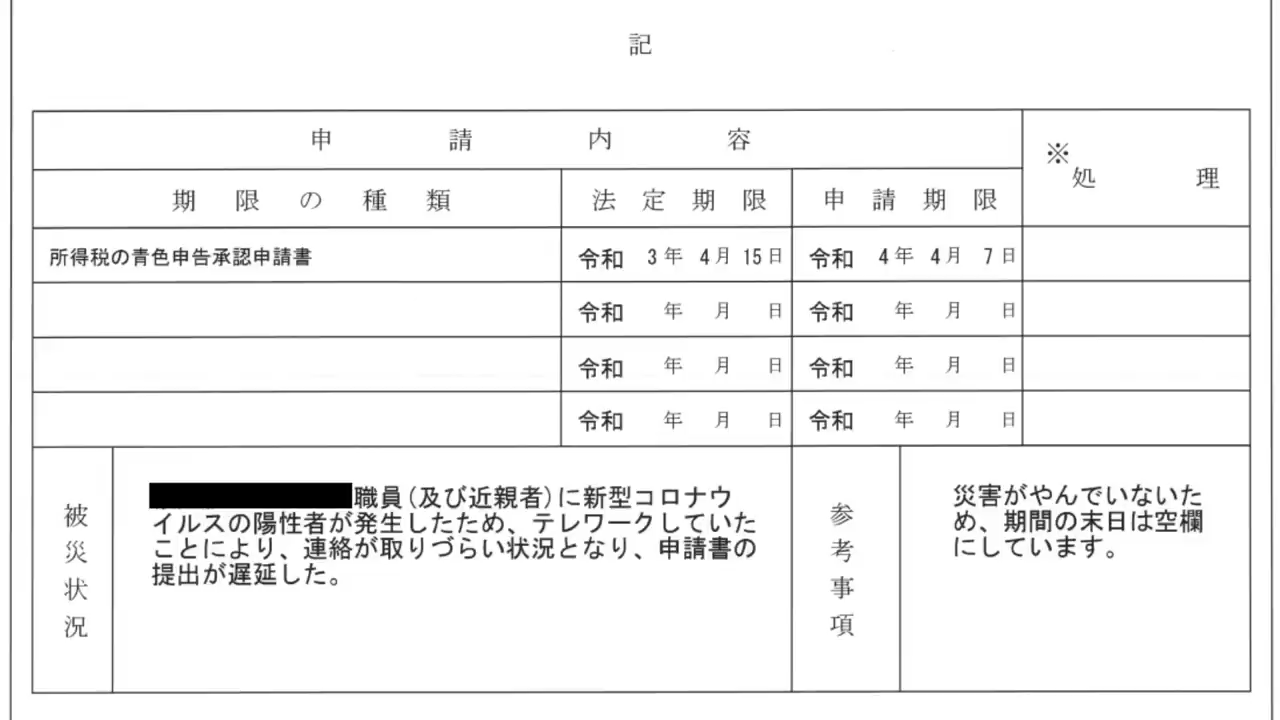 記
申請内容
※
処理
期限の種類 法定期限 申請期限
所得税の青色申告承認申請書 令和 3年 4月 15日 令和 4年 4月 7日
令和 年 月 日 令和 年 月 日
令和 年 月 日 令和 年 月 日
令和 年 月 日 令和 年 月 日
被災状況
職員(及び近親者)に新型コロナウ
イルスの陽性者が発生したため、テレワークしていた
ことにより、連絡が取りづらい状況となり、申請書の
提出が遅延した。
参考事項
災害がやんでいないた
め、期間の末日は空欄
にしています。